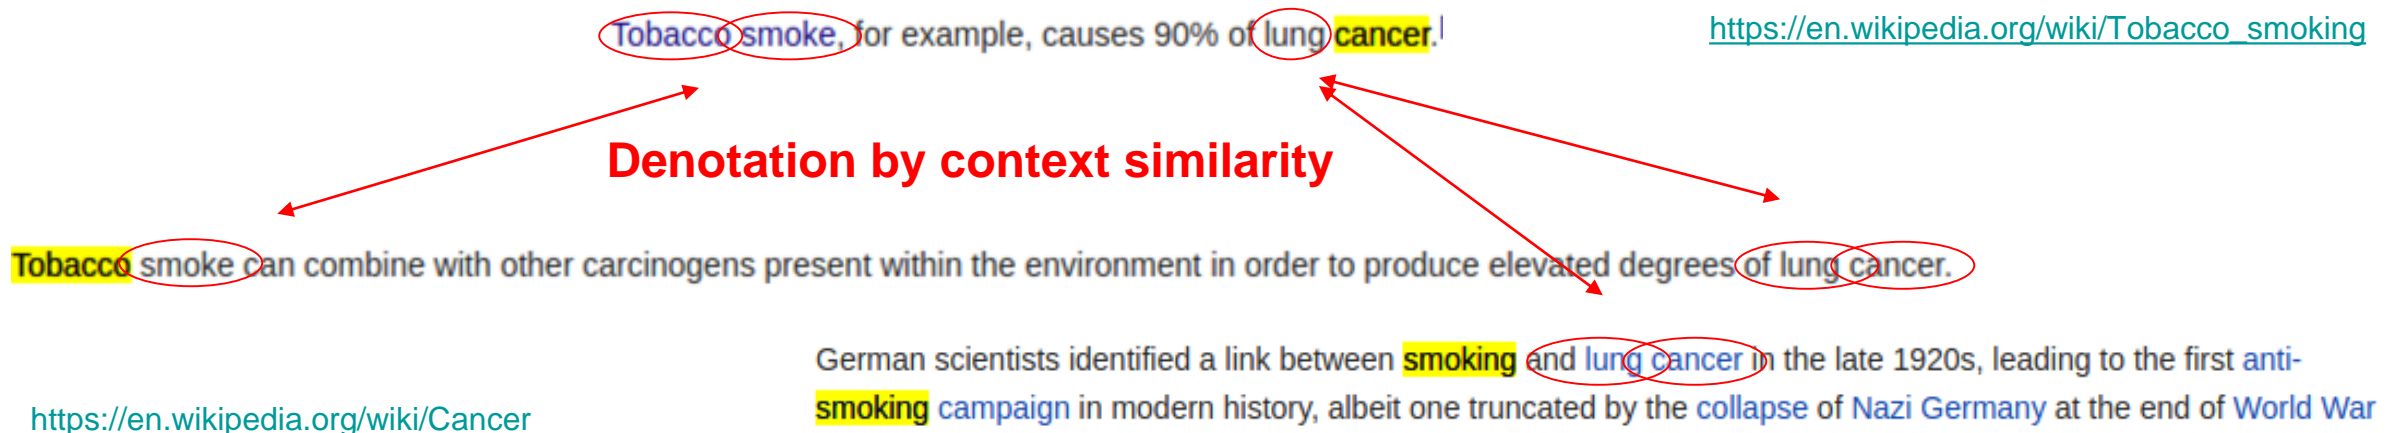 Tobacco smoke, for example, causes 90% of lung cancer.
https://en.wikipedia.org/wiki/Tobacco_smoking
Denotation by context similarity
Tobacco smoke can combine with other carcinogens present within the environment in order to produce elevated degrees of lung cancer.
German scientists identified a link between smoking and lung cancer in the late 1920s, leading to the first anti-
smoking campaign in modern history, albeit one truncated by the collapse of Nazi Germany at the end of World War
https://en.wikipedia.org/wiki/Cancer